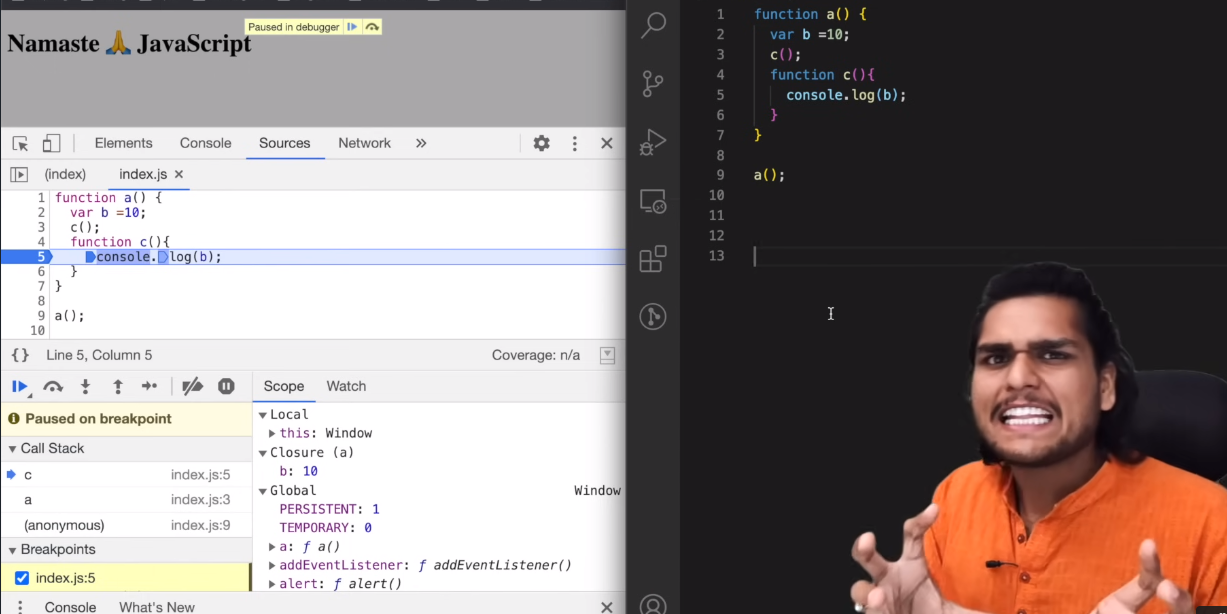 Paused in debugger
Namaste 🙏 JavaScript
Elements Console Sources Network »
(index) index.js ×
1 function a() {
2 var b =10;
3 c();
4 function c(){
5 console.log(b);
6 }
7 }
8
9 a();
10
{} Line 5, Column 5 Coverage: n/a
Paused on breakpoint
Call Stack
c index.js:5
a index.js:3
(anonymous) index.js:9
Breakpoints
index.js:5
Scope Watch
Local
this: Window
Closure (a)
b: 10
Global Window
PERSISTENT: 1
TEMPORARY: 0
a: ƒ a()
addEventListener: ƒ addEventListener()
alert: ƒ alert()
Console What's New
1 function a() {
2 var b =10;
3 c();
4 function c(){
5 console.log(b);
6 }
7 }
8
9 a();
10
11
12
13